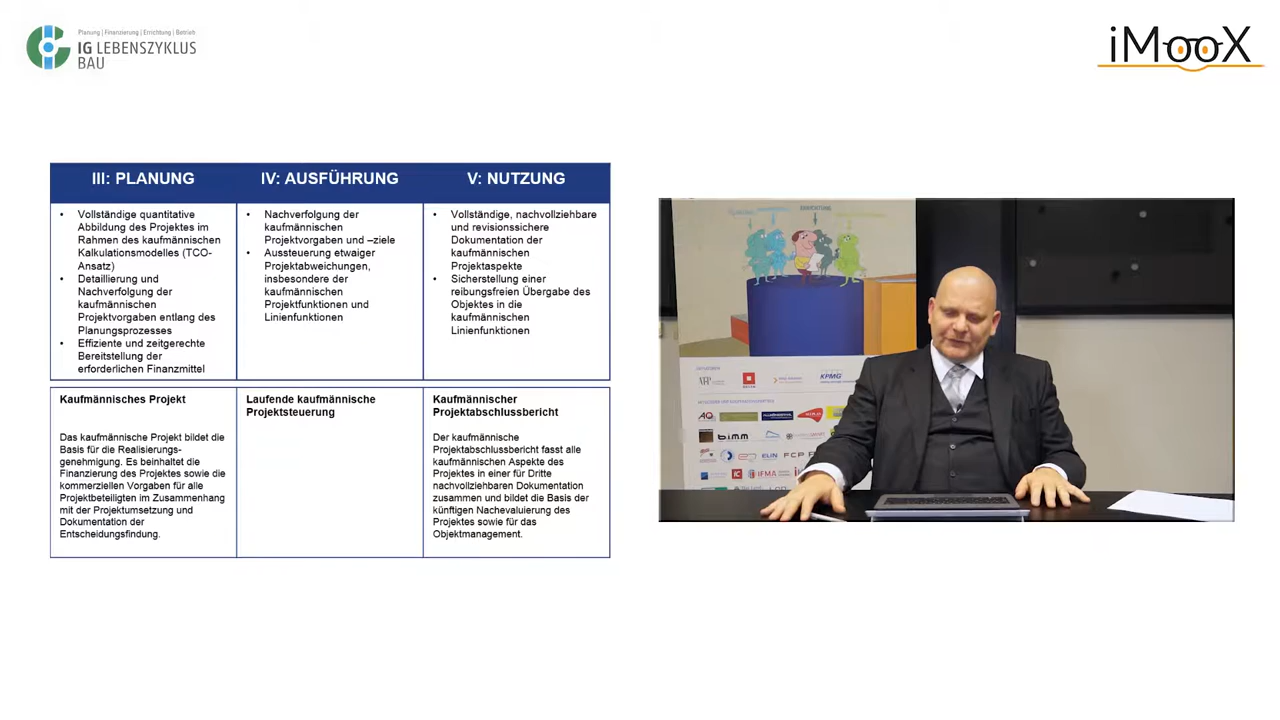 Planung | Finanzierung | Errichtung | Betrieb
IG LEBENSZYKLUS
BAU
iMooX
III: PLANUNG
IV: AUSFÜHRUNG
V: NUTZUNG
• Vollständige quantitative
Abbildung des Projektes im
Rahmen des kaufmännischen
Kalkulationsmodelles (TCO-
Ansatz)
• Detaillierung und
Nachverfolgung der
kaufmännischen
Projektvorgaben entlang des
Planungsprozesses
• Effiziente und zeitgerechte
Bereitstellung der
erforderlichen Finanzmittel
• Nachverfolgung der
kaufmännischen
Projektvorgaben und –ziele
• Aussteuerung etwaiger
Projektabweichungen,
insbesondere der
kaufmännischen
Projektfunktionen und
Linienfunktionen
• Vollständige, nachvollziehbare
und revisionssichere
Dokumentation der
kaufmännischen
Projektaspekte
• Sicherstellung einer
reibungsfreien Übergabe des
Objektes in die
kaufmännischen
Linienfunktionen
Kaufmännisches Projekt
Das kaufmännische Projekt bildet die
Basis für die Realisierungs-
genehmigung. Es beinhaltet die
Finanzierung des Projektes sowie die
kommerziellen Vorgaben für alle
Projektbeteiligten im Zusammenhang
mit der Projektumsetzung und
Dokumentation der
Entscheidungsfindung.
Laufende kaufmännische
Projektsteuerung
Kaufmännischer
Projektabschlussbericht
Der kaufmännische
Projektabschlussbericht fasst alle
kaufmännischen Aspekte des
Projektes in einer für Dritte
nachvollziehbaren Dokumentation
zusammen und bildet die Basis der
künftigen Nachevaluierung des
Projektes sowie für das
Objektmanagement.
ERRICHTUNG
KPMG
AQ
b.i.m.m
ELIN
FCP
IC
IFMA